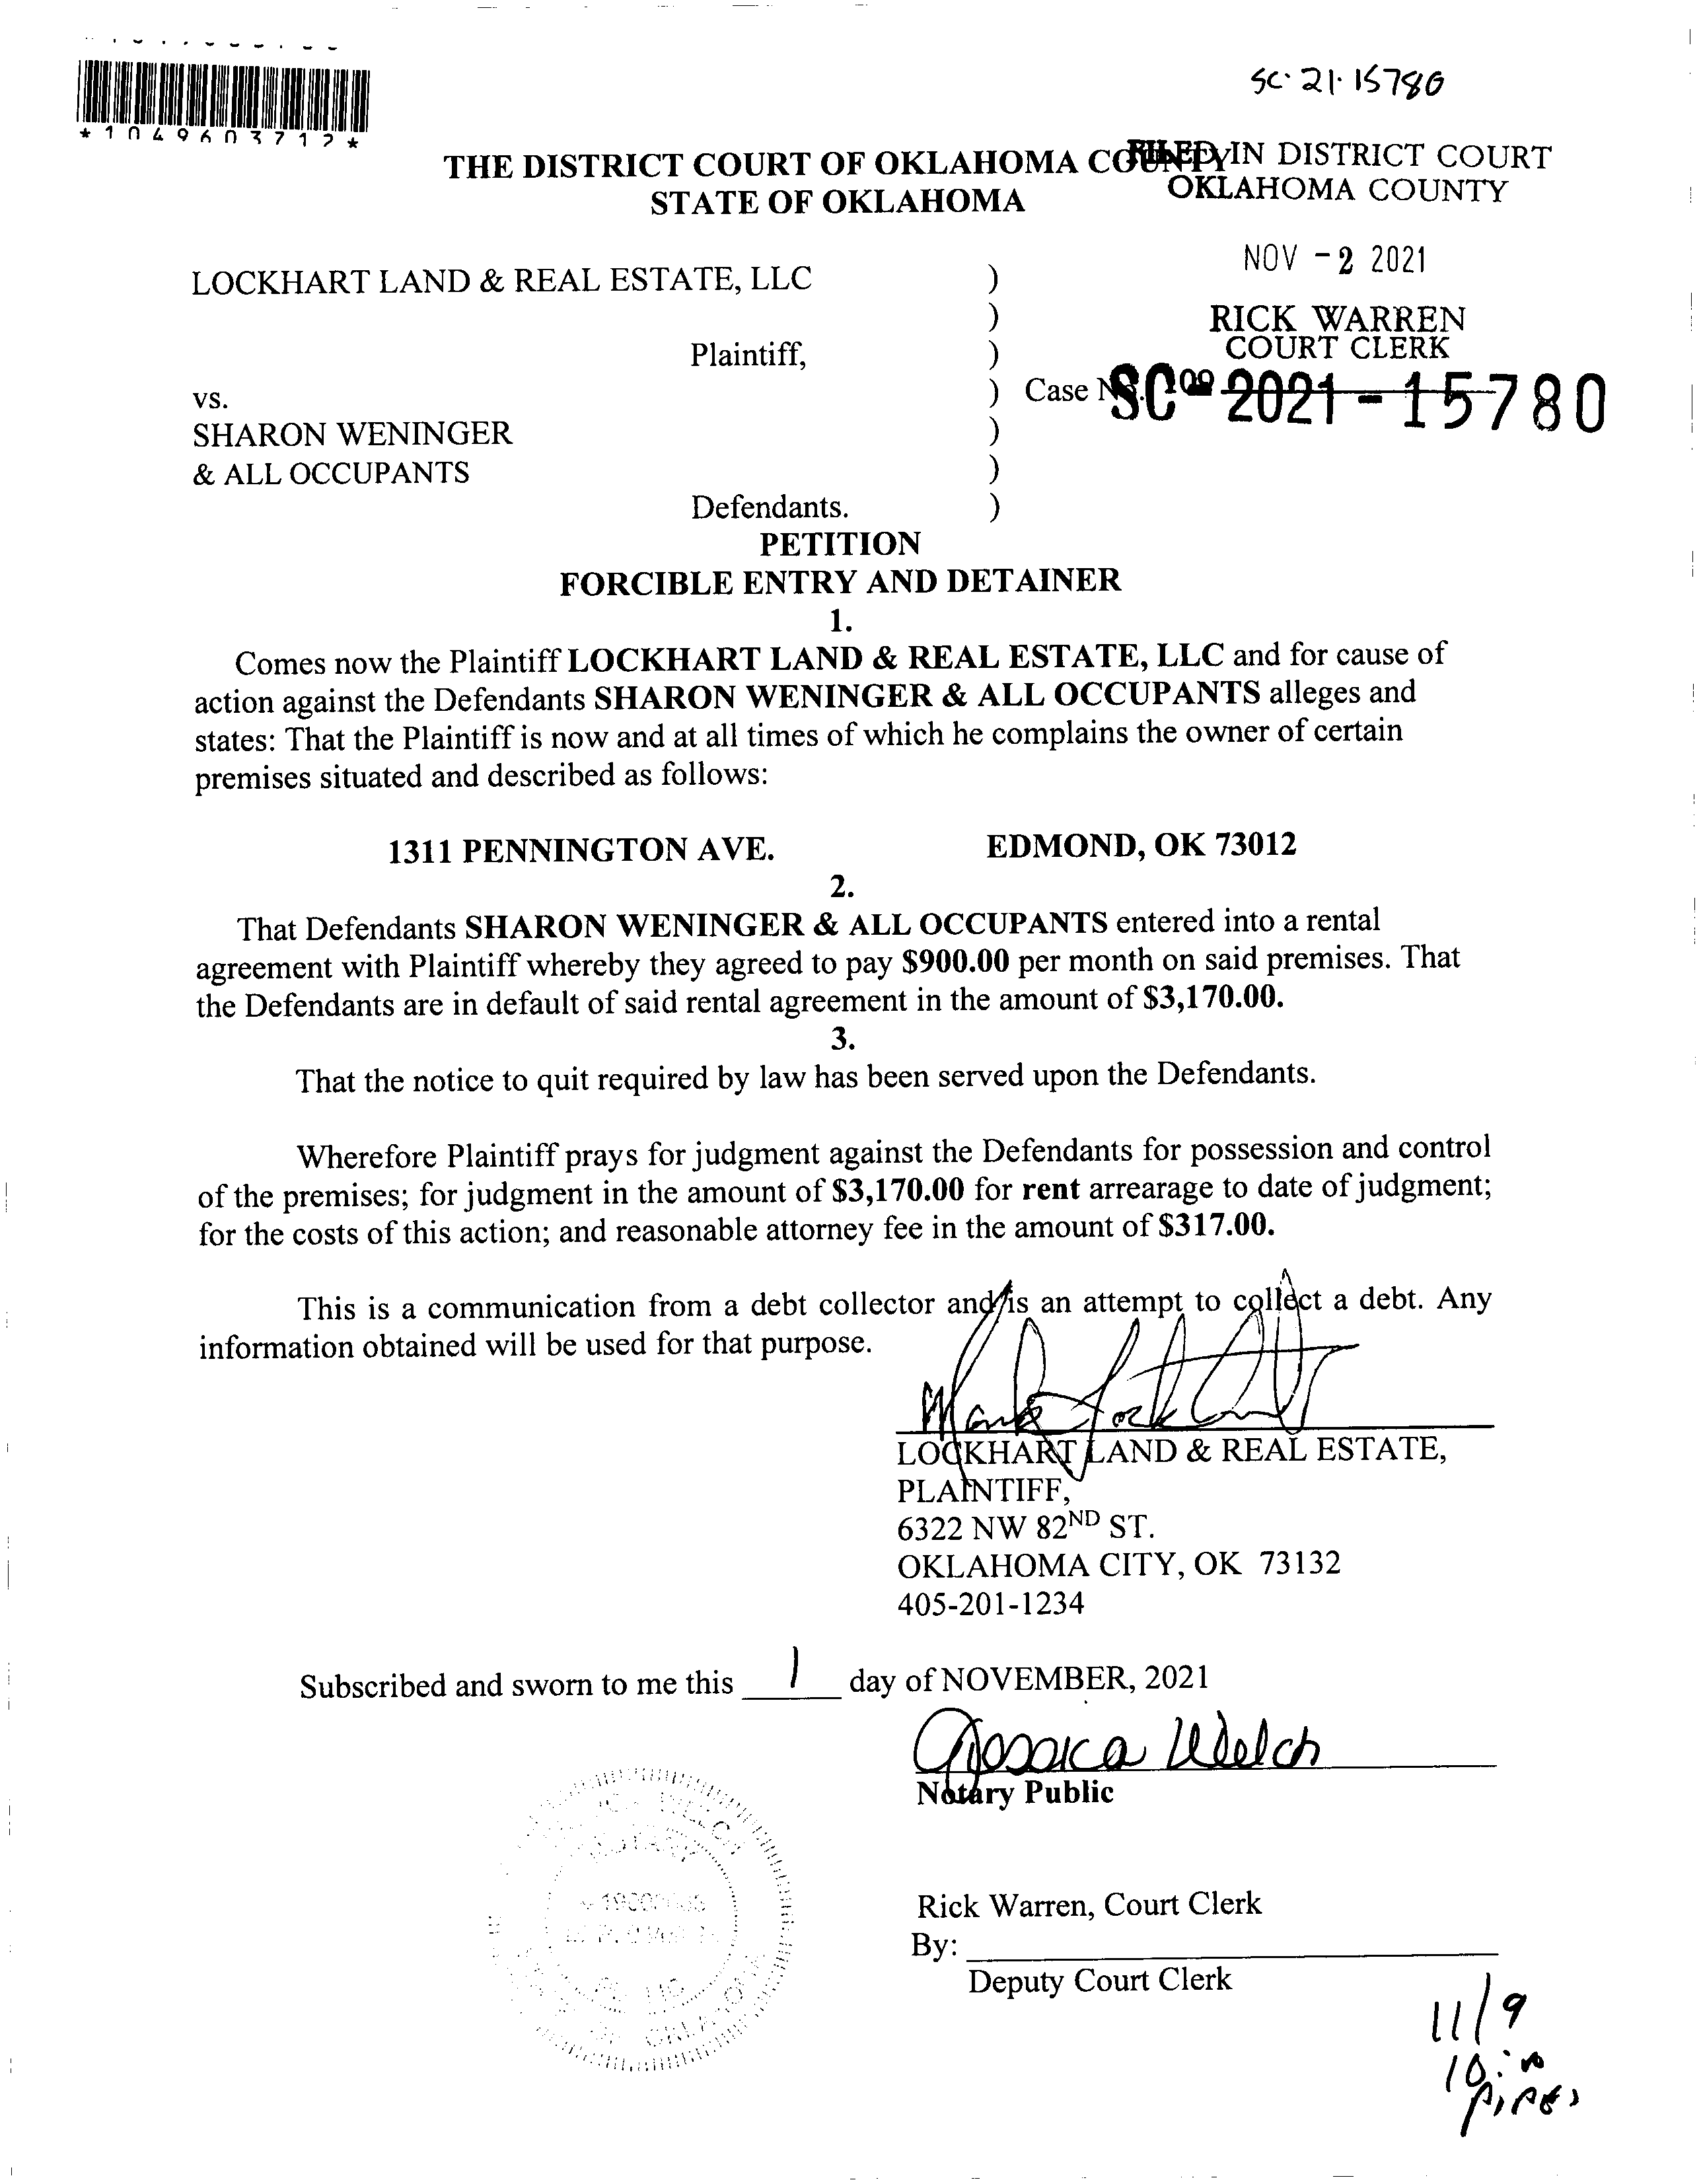 SC·21·15780
*1049603712*
THE DISTRICT COURT OF OKLAHOMA COUNTY
STATE OF OKLAHOMA
FILED IN DISTRICT COURT
OKLAHOMA COUNTY
NOV - 2 2021
RICK WARREN
COURT CLERK
LOCKHART LAND & REAL ESTATE, LLC )
)
Plaintiff, )
) Case No. SC 2021-15780
vs.
SHARON WENINGER )
& ALL OCCUPANTS )
Defendants. )
PETITION
FORCIBLE ENTRY AND DETAINER
1.
Comes now the Plaintiff LOCKHART LAND & REAL ESTATE, LLC and for cause of
action against the Defendants SHARON WENINGER & ALL OCCUPANTS alleges and
states: That the Plaintiff is now and at all times of which he complains the owner of certain
premises situated and described as follows:
1311 PENNINGTON AVE. EDMOND, OK 73012
2.
That Defendants SHARON WENINGER & ALL OCCUPANTS entered into a rental
agreement with Plaintiff whereby they agreed to pay $900.00 per month on said premises. That
the Defendants are in default of said rental agreement in the amount of $3,170.00.
3.
That the notice to quit required by law has been served upon the Defendants.
Wherefore Plaintiff prays for judgment against the Defendants for possession and control
of the premises; for judgment in the amount of $3,170.00 for rent arrearage to date of judgment;
for the costs of this action; and reasonable attorney fee in the amount of $317.00.
This is a communication from a debt collector and is an attempt to collect a debt. Any
information obtained will be used for that purpose.
Mark Lockhart
LOCKHART LAND & REAL ESTATE,
PLAINTIFF,
6322 NW 82ND ST.
OKLAHOMA CITY, OK 73132
405-201-1234
Subscribed and sworn to me this 1 day of NOVEMBER, 2021
Jessica Welch
Notary Public
Rick Warren, Court Clerk
By:
Deputy Court Clerk
11/9